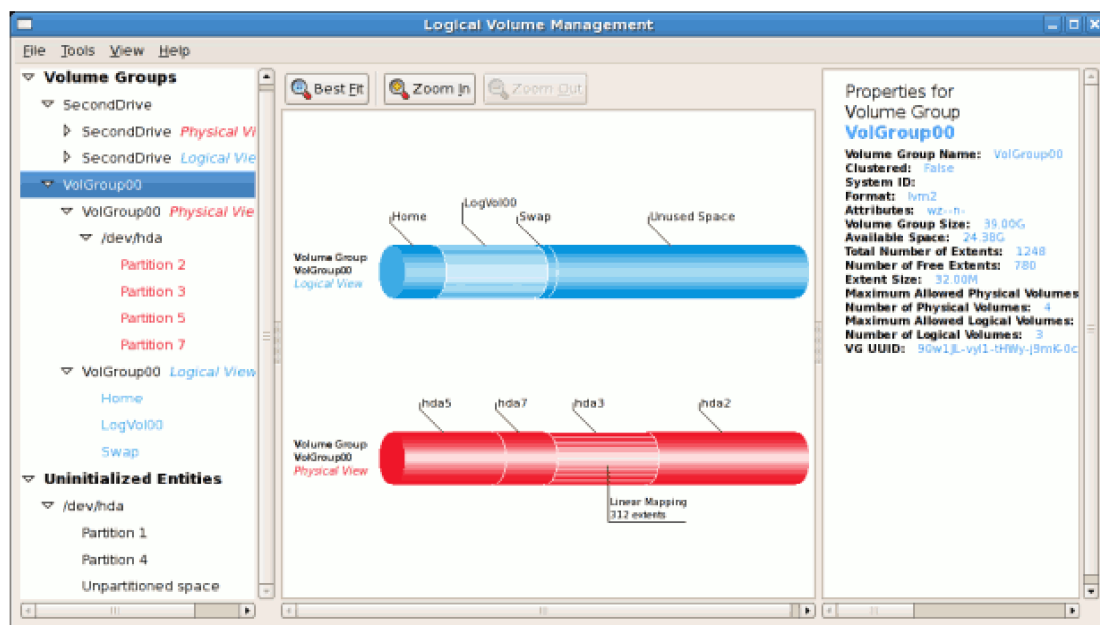 Logical Volume Management
File Tools View Help
Volume Groups
SecondDrive
SecondDrive Physical Vi
SecondDrive Logical Vie
VolGroup00
VolGroup00 Physical Vie
/dev/hda
Partition 2
Partition 3
Partition 5
Partition 7
VolGroup00 Logical View
Home
LogVol00
Swap
Uninitialized Entities
/dev/hda
Partition 1
Partition 4
Unpartitioned space
Best Fit Zoom In Zoom Out
Home LogVol00 Swap Unused Space
Volume Group
VolGroup00
Logical View
hda5 hda7 hda3 hda2
Volume Group
VolGroup00
Physical View
Linear Mapping
312 extents
Properties for
Volume Group
VolGroup00
Volume Group Name: VolGroup00
Clustered: False
System ID:
Format: lvm2
Attributes: wz--n-
Volume Group Size: 39.00G
Available Space: 24.38G
Total Number of Extents: 1248
Number of Free Extents: 780
Extent Size: 32.00M
Maximum Allowed Physical Volumes
Number of Physical Volumes: 4
Maximum Allowed Logical Volumes:
Number of Logical Volumes: 3
VG UUID: